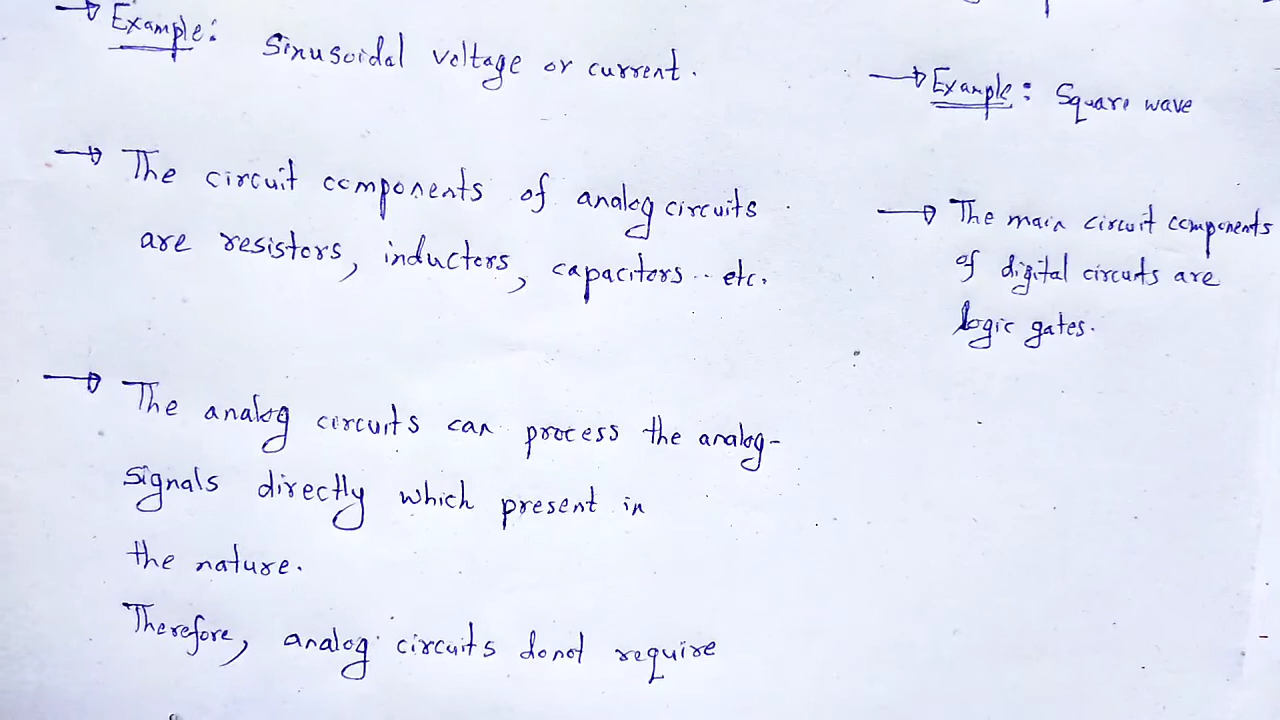 → Example: Sinusoidal voltage or current.
→ The circuit components of analog circuits
are resistors, inductors, capacitors.. etc.
→ The analog circuits can process the analog-
signals directly which present in
the nature.
Therefore, analog circuits donot require
→ Example: Square wave
→ The main circuit components
of digital circuits are
logic gates.